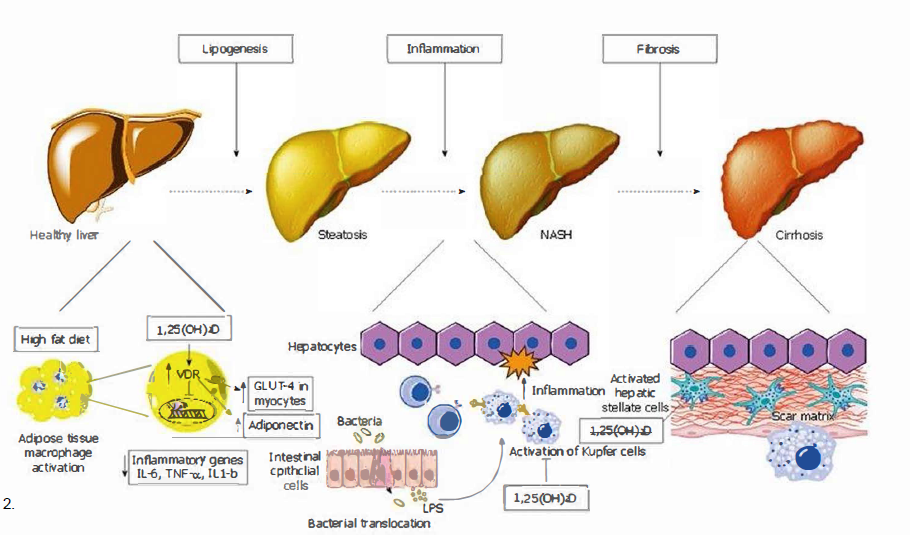 Lipogenesis
Inflammation
Fibrosis
Healthy liver
Steatosis
NASH
Cirrhosis
High fat diet
1,25(OH)2D
VDR
GLUT-4 in
myocytes
Adiponectin
Adipose tissue
macrophage
activation
Inflammatory genes
IL-6, TNF-α, IL1-b
Hepatocytes
Inflammation
Bacteria
Intestinal
epithelial
cells
LPS
Bacterial translocation
Activation of Kupfer cells
1,25(OH)2D
Activated
hepatic
stellate cells
1,25(OH)2D
Scar matrix
2.